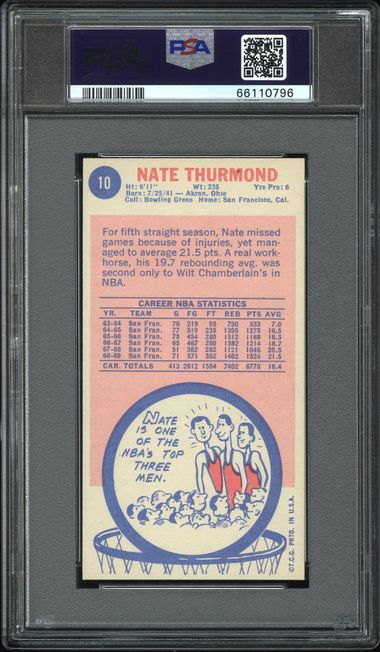 PSA
PSA
66110796
10
NATE THURMOND
Ht: 6'11" Wt: 235 Yrs Pro: 6
Born: 7/25/41 — Akron, Ohio
Coll: Bowling Green Home: San Francisco, Cal.
For fifth straight season, Nate missed
games because of injuries, yet man-
aged to average 21.5 pts. A real work-
horse, his 19.7 rebounding avg. was
second only to Wilt Chamberlain's in
NBA.
CAREER NBA STATISTICS
YR. TEAM G FG FT REB PTS AVG
63-64 San Fran. 76 219 95 790 533 7.0
64-65 San Fran. 77 519 235 1395 1273 16.5
65-66 San Fran. 73 454 280 1312 1188 16.3
66-67 San Fran. 65 467 280 1382 1214 18.7
67-68 San Fran. 51 382 282 1121 1046 20.5
68-69 San Fran. 71 571 382 1402 1524 21.5
CAR. TOTALS 413 2612 1554 7402 6778 16.4
NATE
IS ONE
OF THE
NBA'S TOP
THREE
MEN.
©T.C.G. PRTD. IN U.S.A.